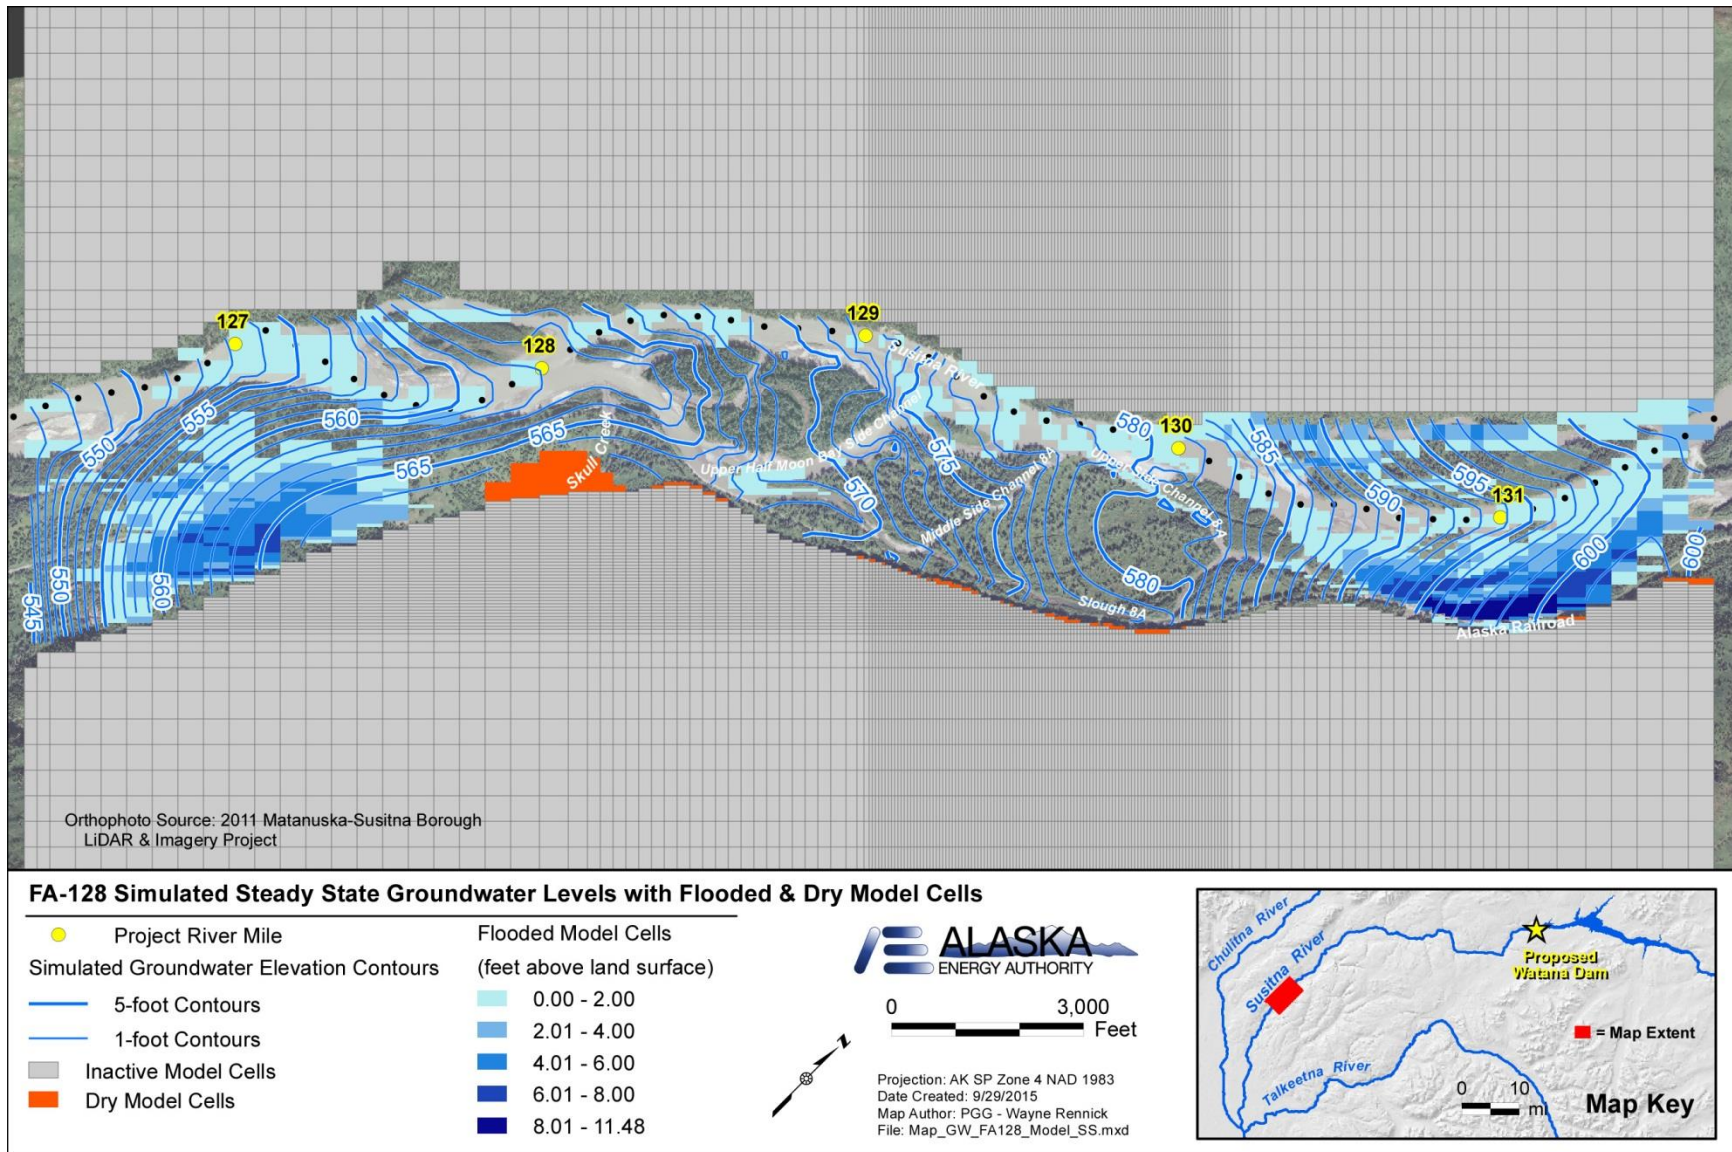 127
128
129
Susitna River
130
131
555
550
560
565
565
Skull Creek
Upper Half Moon Bay Side Channel
575
570
Middle Side Channel 8A
580
Upper Side Channel 8A
580
Slough 8A
585
590
595
600
600
545
550
560
Alaska Railroad
Orthophoto Source: 2011 Matanuska-Susitna Borough
LiDAR & Imagery Project
FA-128 Simulated Steady State Groundwater Levels with Flooded & Dry Model Cells
Project River Mile
Simulated Groundwater Elevation Contours
5-foot Contours
1-foot Contours
Inactive Model Cells
Dry Model Cells
Flooded Model Cells
(feet above land surface)
0.00 - 2.00
2.01 - 4.00
4.01 - 6.00
6.01 - 8.00
8.01 - 11.48
ALASKA
ENERGY AUTHORITY
0 3,000
Feet
N
Projection: AK SP Zone 4 NAD 1983
Date Created: 9/29/2015
Map Author: PGG - Wayne Rennick
File: Map_GW_FA128_Model_SS.mxd
Chulitna River
Susitna River
Proposed
Watana Dam
= Map Extent
Talkeetna River
0 10
mi
Map Key